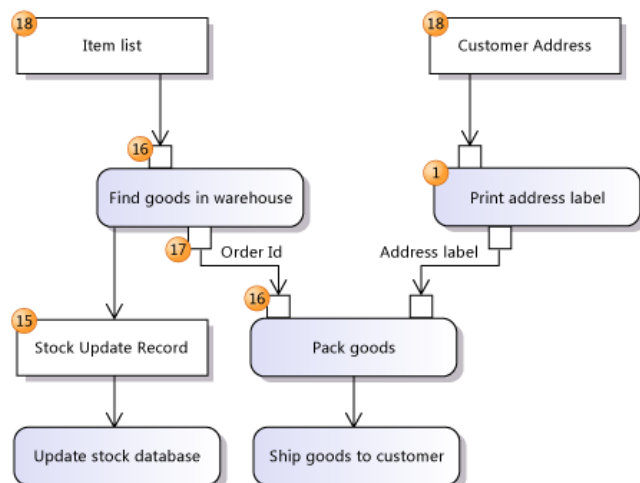 18
Item list
18
Customer Address
16
Find goods in warehouse
1
Print address label
17
Order Id
Address label
16
Pack goods
15
Stock Update Record
Update stock database
Ship goods to customer